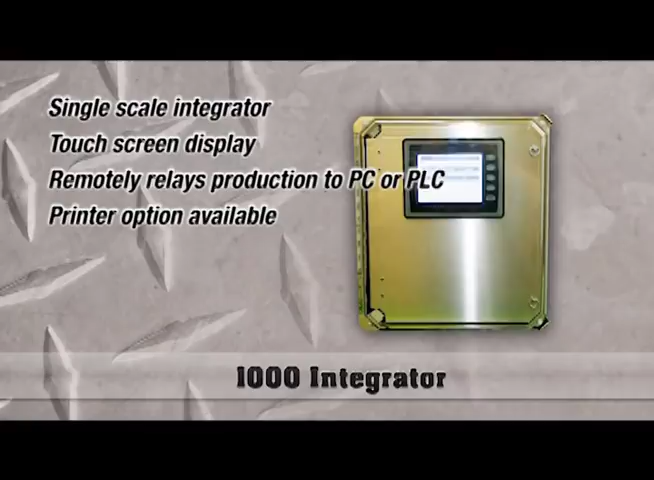 Single scale integrator
Touch screen display
Remotely relays production to PC or PLC
Printer option available
1000 Integrator